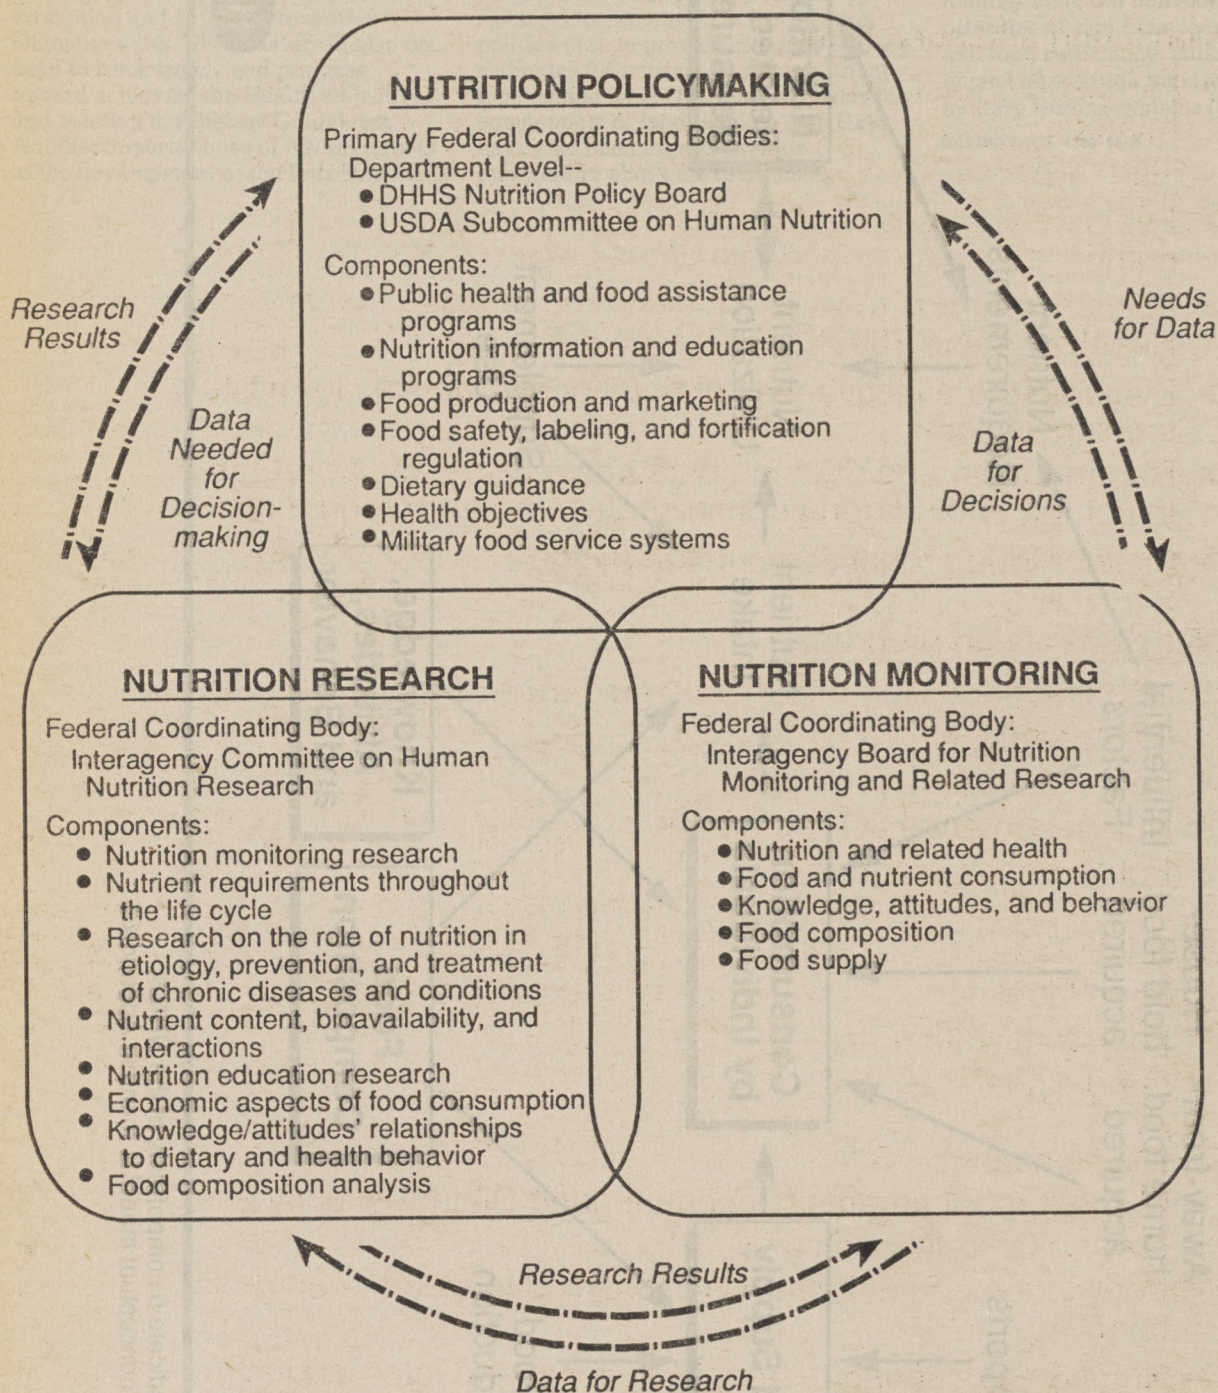 NUTRITION POLICYMAKING
Primary Federal Coordinating Bodies:
Department Level--
● DHHS Nutrition Policy Board
● USDA Subcommittee on Human Nutrition
Components:
● Public health and food assistance
programs
● Nutrition information and education
programs
● Food production and marketing
● Food safety, labeling, and fortification
regulation
● Dietary guidance
● Health objectives
● Military food service systems
Research
Results
Data
Needed
for
Decision-
making
Needs
for Data
Data
for
Decisions
NUTRITION RESEARCH
Federal Coordinating Body:
Interagency Committee on Human
Nutrition Research
Components:
● Nutrition monitoring research
● Nutrient requirements throughout
the life cycle
● Research on the role of nutrition in
etiology, prevention, and treatment
of chronic diseases and conditions
● Nutrient content, bioavailability, and
interactions
● Nutrition education research
● Economic aspects of food consumption
● Knowledge/attitudes' relationships
to dietary and health behavior
● Food composition analysis
NUTRITION MONITORING
Federal Coordinating Body:
Interagency Board for Nutrition
Monitoring and Related Research
Components:
● Nutrition and related health
● Food and nutrient consumption
● Knowledge, attitudes, and behavior
● Food composition
● Food supply
Research Results
Data for Research